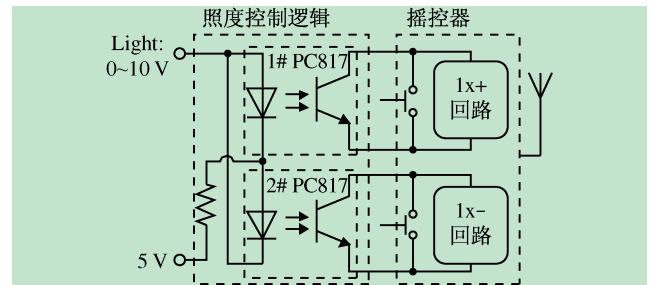 照度控制逻辑
摇控器
Light:
0~10 V
1# PC817
1x+
回路
2# PC817
1x−
回路
5 V